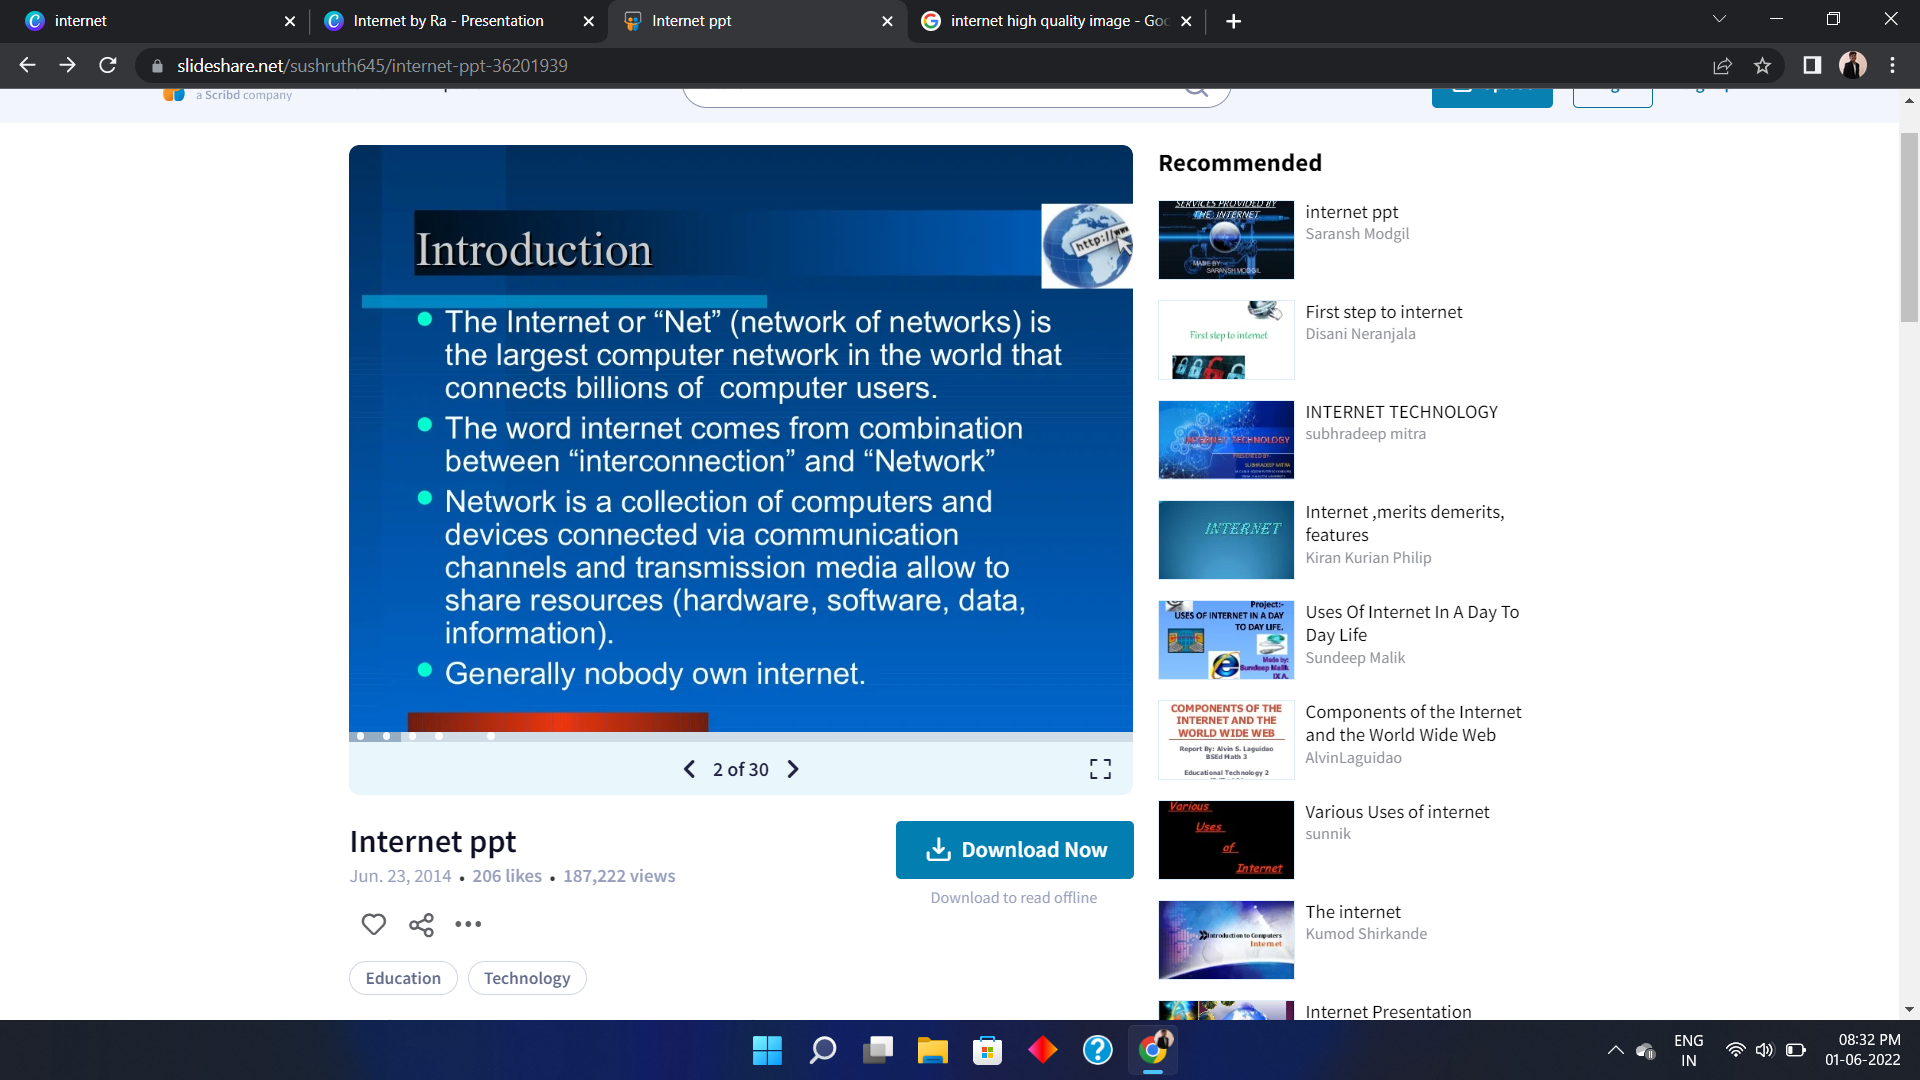 internet
Internet by Ra - Presentation
Internet ppt
internet high quality image - Goo
slideshare.net/sushruth645/internet-ppt-36201939
a Scribd company
Introduction
http://www
The Internet or “Net” (network of networks) is
the largest computer network in the world that
connects billions of computer users.
The word internet comes from combination
between “interconnection” and “Network”
Network is a collection of computers and
devices connected via communication
channels and transmission media allow to
share resources (hardware, software, data,
information).
Generally nobody own internet.
2 of 30
Internet ppt
Jun. 23, 2014 • 206 likes • 187,222 views
Download Now
Download to read offline
Education
Technology
Recommended
SERVICES PROVIDED BY
THE INTERNET
MADE BY:
SARANSH MODGIL
internet ppt
Saransh Modgil
First step to internet
First step to internet
Disani Neranjala
INTERNET TECHNOLOGY
PRESENTED BY-
SUBHRADEEP MITRA
INTERNET TECHNOLOGY
subhradeep mitra
INTERNET
Internet ,merits demerits,
features
Kiran Kurian Philip
Project:-
USES OF INTERNET IN A DAY
TO DAY LIFE.
Made by:
Sundeep Malik
IX A.
Uses Of Internet In A Day To
Day Life
Sundeep Malik
COMPONENTS OF THE
INTERNET AND THE
WORLD WIDE WEB
Report By: Alvin S. Laguidao
BSEd Math 3
Educational Technology 2
Components of the Internet
and the World Wide Web
AlvinLaguidao
Various
Uses
of
Internet
Various Uses of internet
sunnik
Introduction to Computers
Internet
The internet
Kumod Shirkande
Internet Presentation
ENG
IN
08:32 PM
01-06-2022